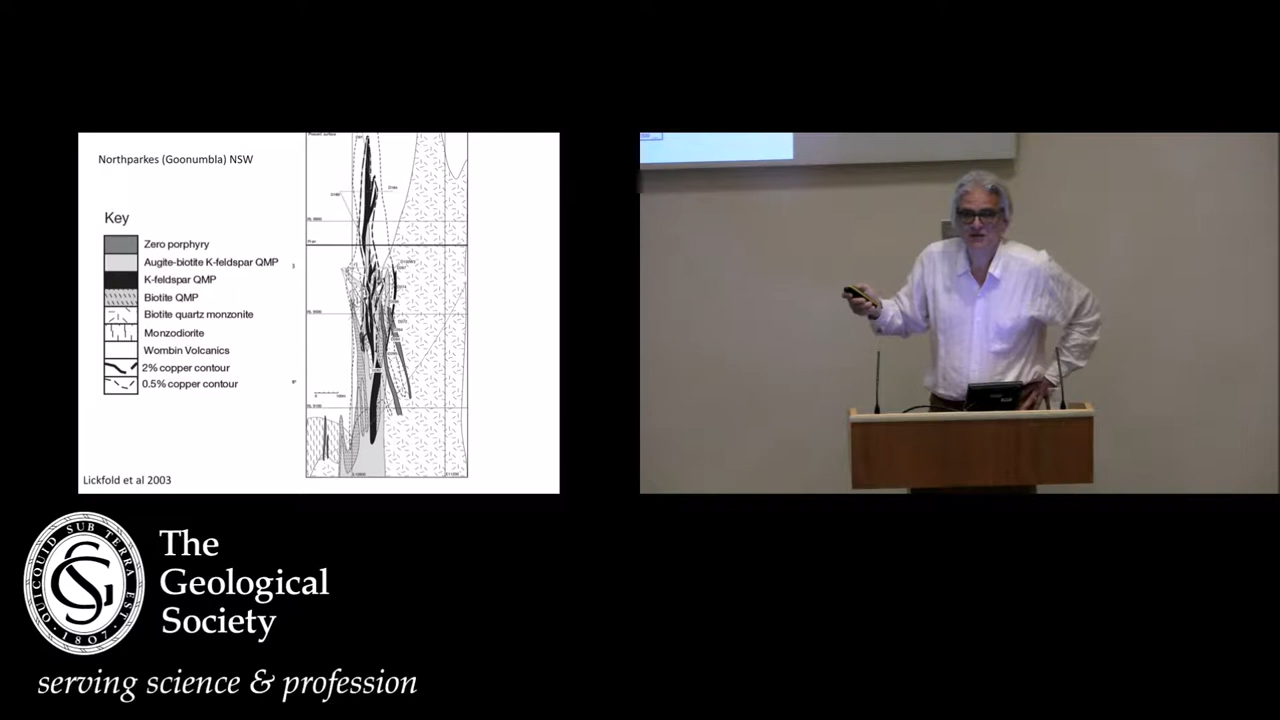 Northparkes (Goonumbla) NSW
Key
Zero porphyry
Augite-biotite K-feldspar QMP
K-feldspar QMP
Biotite QMP
Biotite quartz monzonite
Monzodiorite
Wombin Volcanics
2% copper contour
0.5% copper contour
Lickfold et al 2003
QUICQUID SUB TERRA EST
· 1807 ·
The
Geological
Society
serving science & profession